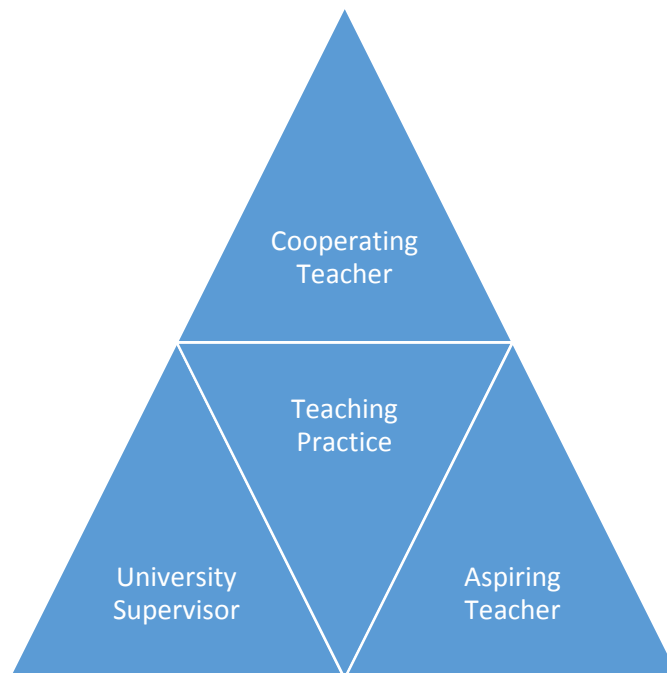 Cooperating
Teacher
Teaching
Practice
University
Supervisor
Aspiring
Teacher